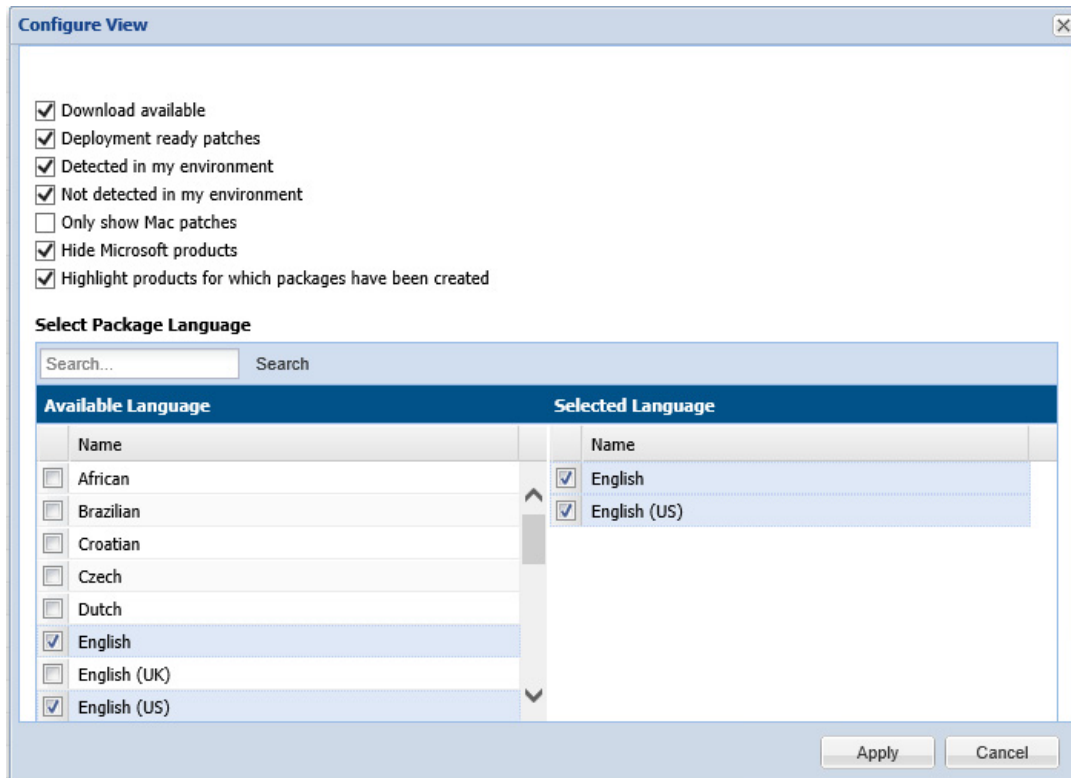 Configure View
Download available
Deployment ready patches
Detected in my environment
Not detected in my environment
Only show Mac patches
Hide Microsoft products
Highlight products for which packages have been created
Select Package Language
Search... Search
Available Language Selected Language
Name Name
African English
Brazilian English (US)
Croatian
Czech
Dutch
English
English (UK)
English (US)
Apply Cancel